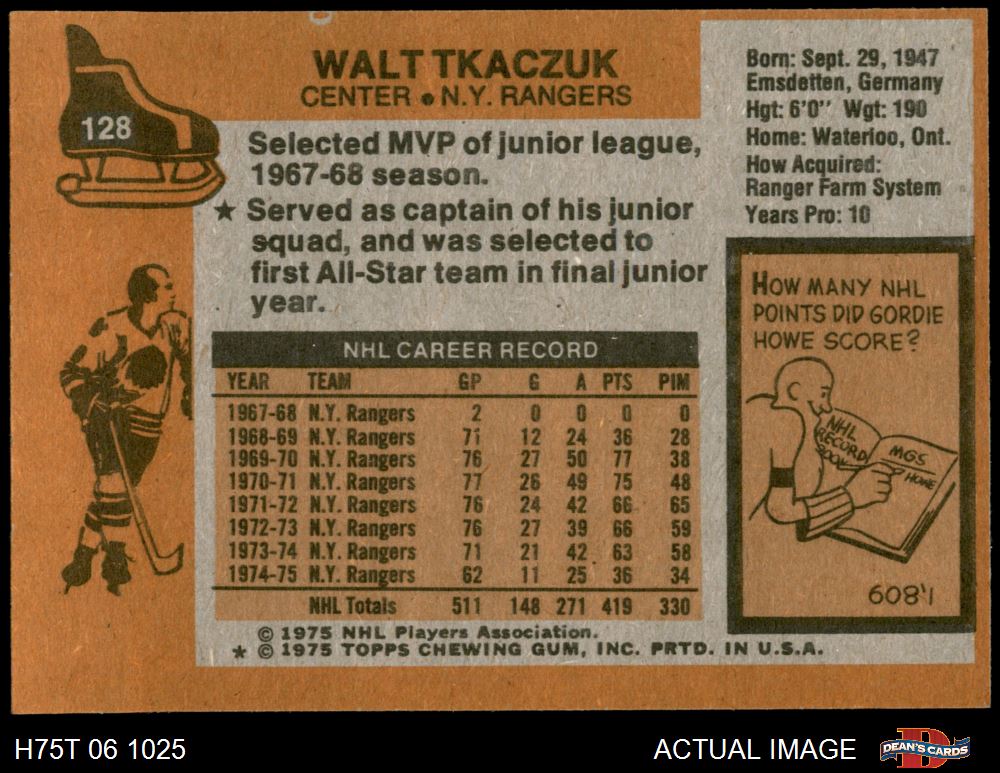 128
WALT TKACZUK
CENTER • N.Y. RANGERS
Selected MVP of junior league,
1967-68 season.
★ Served as captain of his junior
squad, and was selected to
first All-Star team in final junior
year.
Born: Sept. 29, 1947
Emsdetten, Germany
Hgt: 6'0" Wgt: 190
Home: Waterloo, Ont.
How Acquired:
Ranger Farm System
Years Pro: 10
NHL CAREER RECORD
YEAR TEAM GP G A PTS PIM
1967-68 N.Y. Rangers 2 0 0 0 0
1968-69 N.Y. Rangers 71 12 24 36 28
1969-70 N.Y. Rangers 76 27 50 77 38
1970-71 N.Y. Rangers 77 26 49 75 48
1971-72 N.Y. Rangers 76 24 42 66 65
1972-73 N.Y. Rangers 76 27 39 66 59
1973-74 N.Y. Rangers 71 21 42 63 58
1974-75 N.Y. Rangers 62 11 25 36 34
NHL Totals 511 148 271 419 330
HOW MANY NHL
POINTS DID GORDIE
HOWE SCORE?
NHL
RECORD
BOOK
MGS
HOWE
1,809
© 1975 NHL Players Association.
★ © 1975 TOPPS CHEWING GUM, INC. PRTD. IN U.S.A.
H75T 06 1025
ACTUAL IMAGE
DEAN'S CARDS